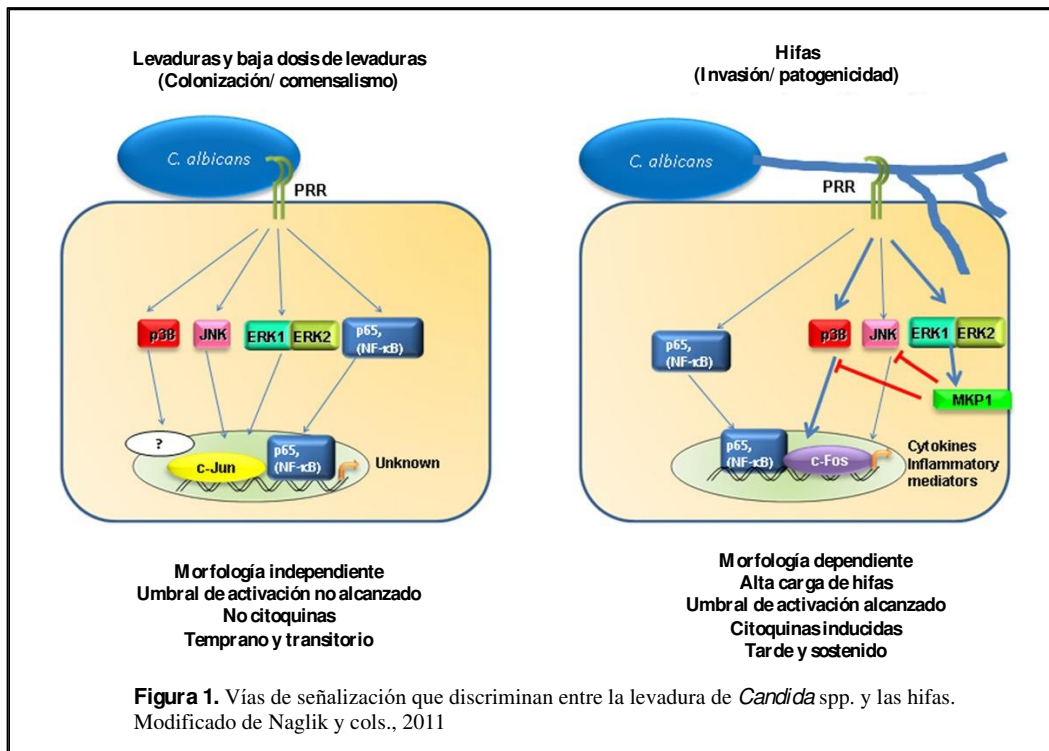 Levaduras y baja dosis de levaduras
(Colonización/ comensalismo)
C. albicans
PRR
p38
JNK
ERK1
ERK2
p65,
(NF-κB)
?
c-Jun
p65,
(NF-κB)
Unknown
Morfología independiente
Umbral de activación no alcanzado
No citoquinas
Temprano y transitorio
Hifas
(Invasión/ patogenicidad)
C. albicans
PRR
p65,
(NF-κB)
p38
JNK
ERK1
ERK2
MKP1
p65,
(NF-κB)
c-Fos
Cytokines
Inflammatory
mediators
Morfología dependiente
Alta carga de hifas
Umbral de activación alcanzado
Citoquinas inducidas
Tarde y sostenido
Figura 1. Vías de señalización que discriminan entre la levadura de Candida spp. y las hifas.
Modificado de Naglik y cols., 2011